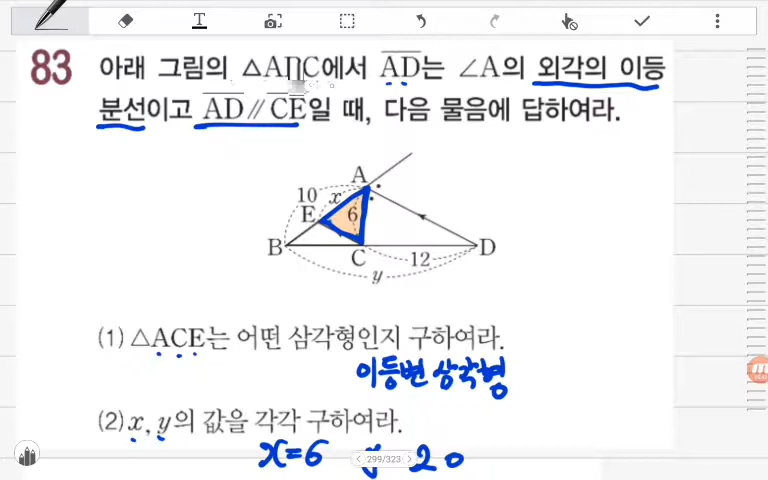 83 아래 그림의 △ABC에서 AD는 ∠A의 외각의 이등
분선이고 AD∥CE일 때, 다음 물음에 답하여라.
A
10 x
E 6
B C 12 D
y
(1) △ACE는 어떤 삼각형인지 구하여라.
이등변 삼각형
(2) x, y의 값을 각각 구하여라.
x=6 y 20
299/323